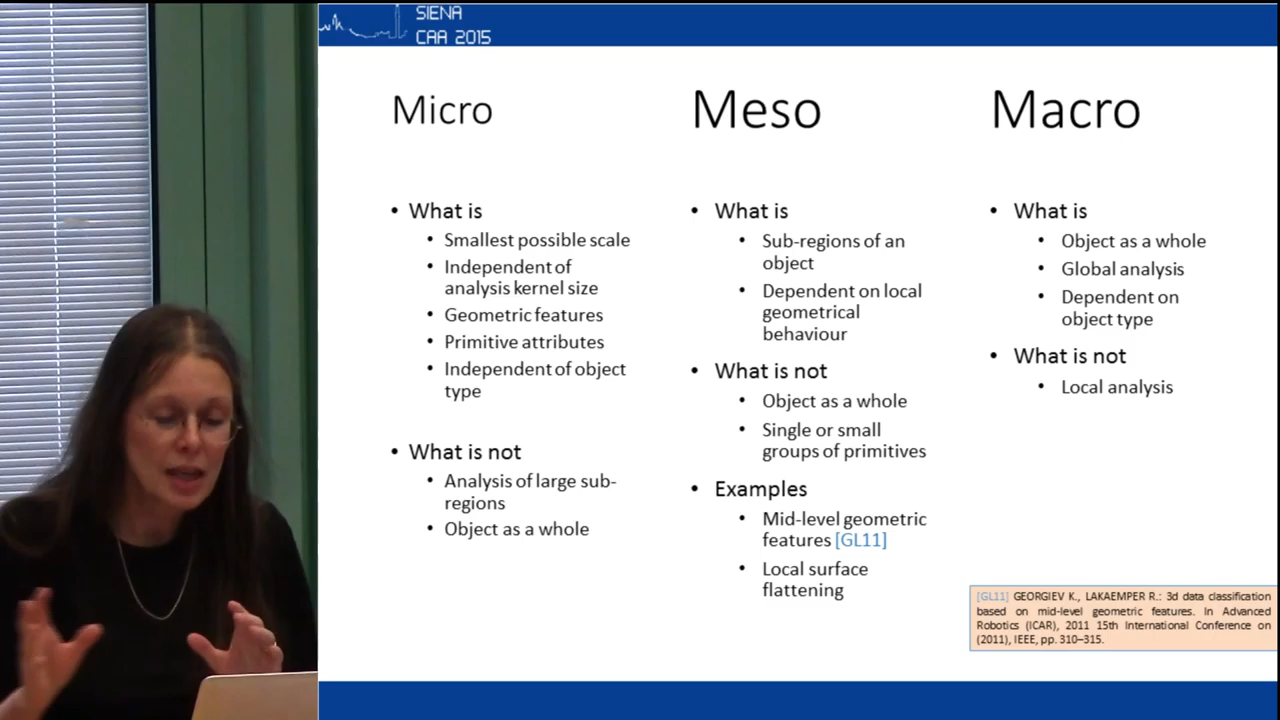 SIENA
CAA 2015
Micro
• What is
• Smallest possible scale
• Independent of
analysis kernel size
• Geometric features
• Primitive attributes
• Independent of object
type
• What is not
• Analysis of large sub-
regions
• Object as a whole
Meso
• What is
• Sub-regions of an
object
• Dependent on local
geometrical
behaviour
• What is not
• Object as a whole
• Single or small
groups of primitives
• Examples
• Mid-level geometric
features [GL11]
• Local surface
flattening
Macro
• What is
• Object as a whole
• Global analysis
• Dependent on
object type
• What is not
• Local analysis
[GL11] GEORGIEV K., LAKAEMPER R.: 3d data classification
based on mid-level geometric features. In Advanced
Robotics (ICAR), 2011 15th International Conference on
(2011), IEEE, pp. 310–315.